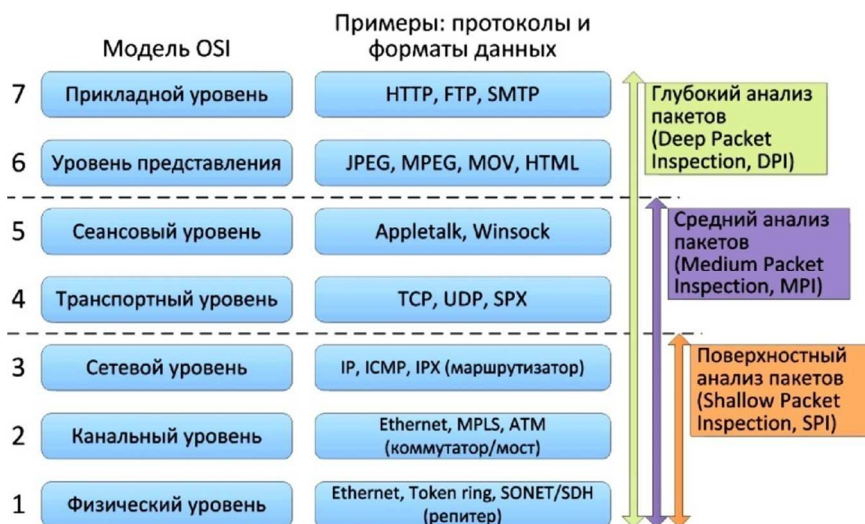 Модель OSI
Примеры: протоколы и
форматы данных
7
Прикладной уровень
HTTP, FTP, SMTP
6
Уровень представления
JPEG, MPEG, MOV, HTML
5
Сеансовый уровень
Appletalk, Winsock
4
Транспортный уровень
TCP, UDP, SPX
3
Сетевой уровень
IP, ICMP, IPX (маршрутизатор)
2
Канальный уровень
Ethernet, MPLS, ATM
(коммутатор/мост)
1
Физический уровень
Ethernet, Token ring, SONET/SDH
(репитер)
Глубокий анализ
пакетов
(Deep Packet
Inspection, DPI)
Средний анализ
пакетов
(Medium Packet
Inspection, MPI)
Поверхностный
анализ пакетов
(Shallow Packet
Inspection, SPI)